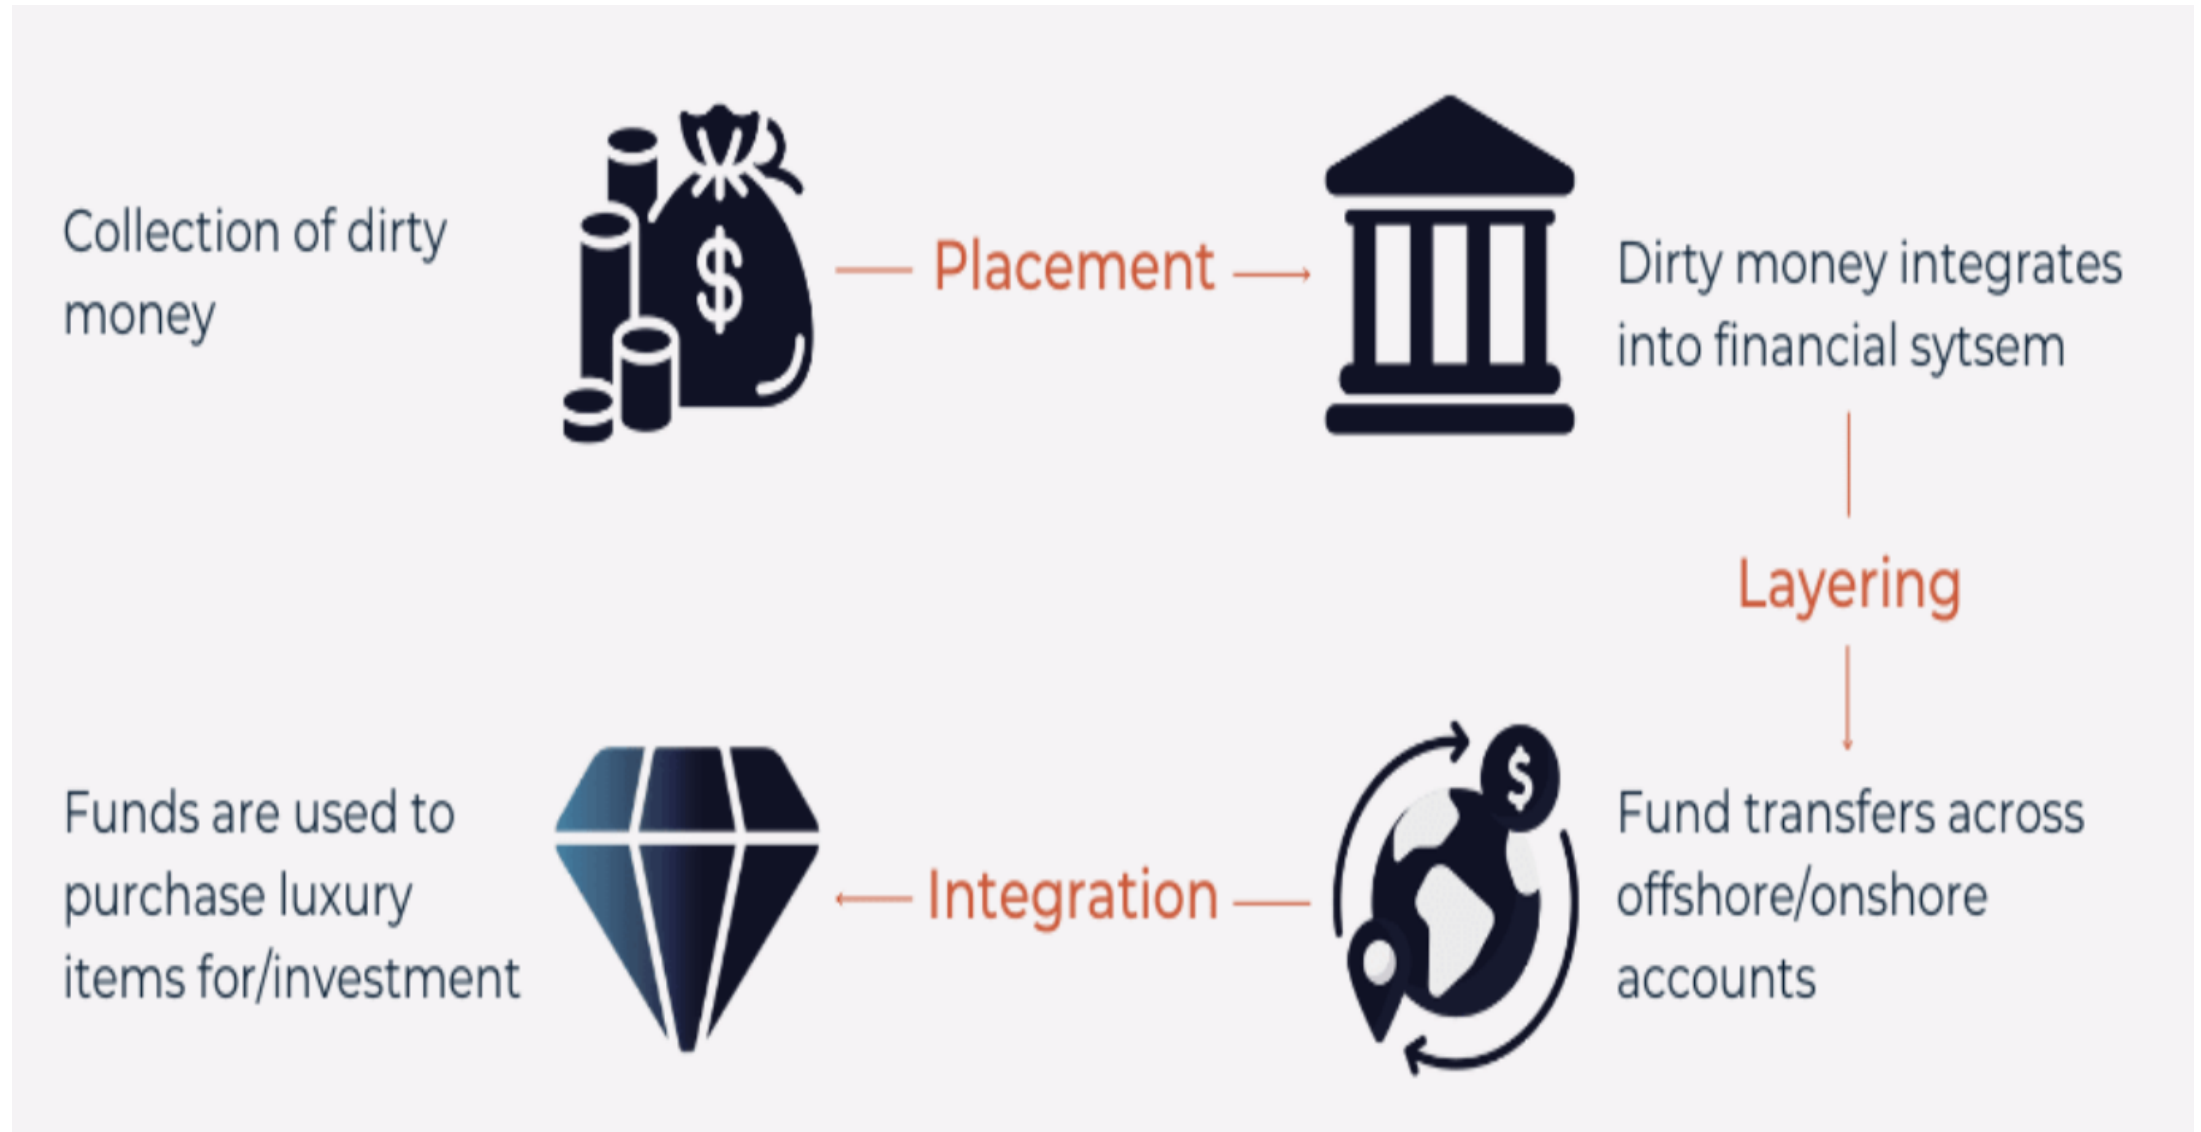 Collection of dirty
money
$
Placement
Dirty money integrates
into financial sytsem
Layering
$
Fund transfers across
offshore/onshore
accounts
Integration
Funds are used to
purchase luxury
items for/investment